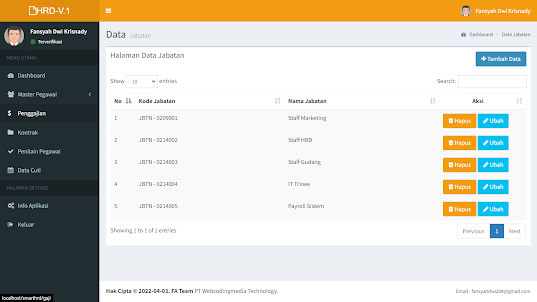 HRD-V.1
Fansyah Dwi Krisnady
Fansyah Dwi Krisnady
Terverifikasi
MENU UTAMA
Dashboard
Master Pegawai
Penggajian
Kontrak
Penilain Pegawai
Data Cuti
HALAMAN SETTING
Info Aplikasi
Keluar
Data Jabatan
Dashboard > Data Jabatan
Halaman Data Jabatan
Tambah Data
Show 10 entries
Search:
No Kode Jabatan Nama Jabatan Aksi
1 JBTN - 0209001 Staff Marketing Hapus Ubah
2 JBTN - 0214002 Staff HRD Hapus Ubah
3 JBTN - 0214003 Staff Gudang Hapus Ubah
4 JBTN - 0214004 IT Trinee Hapus Ubah
5 JBTN - 0214005 Payroll Sistem Hapus Ubah
Showing 1 to 1 of 1 entries
Previous 1 Next
Hak Cipta © 2022-04-03. FA Team PT Webcodingmedia Technology.
Email : fansyahdwi204@gmail.com
localhost/smarthrd/gaji